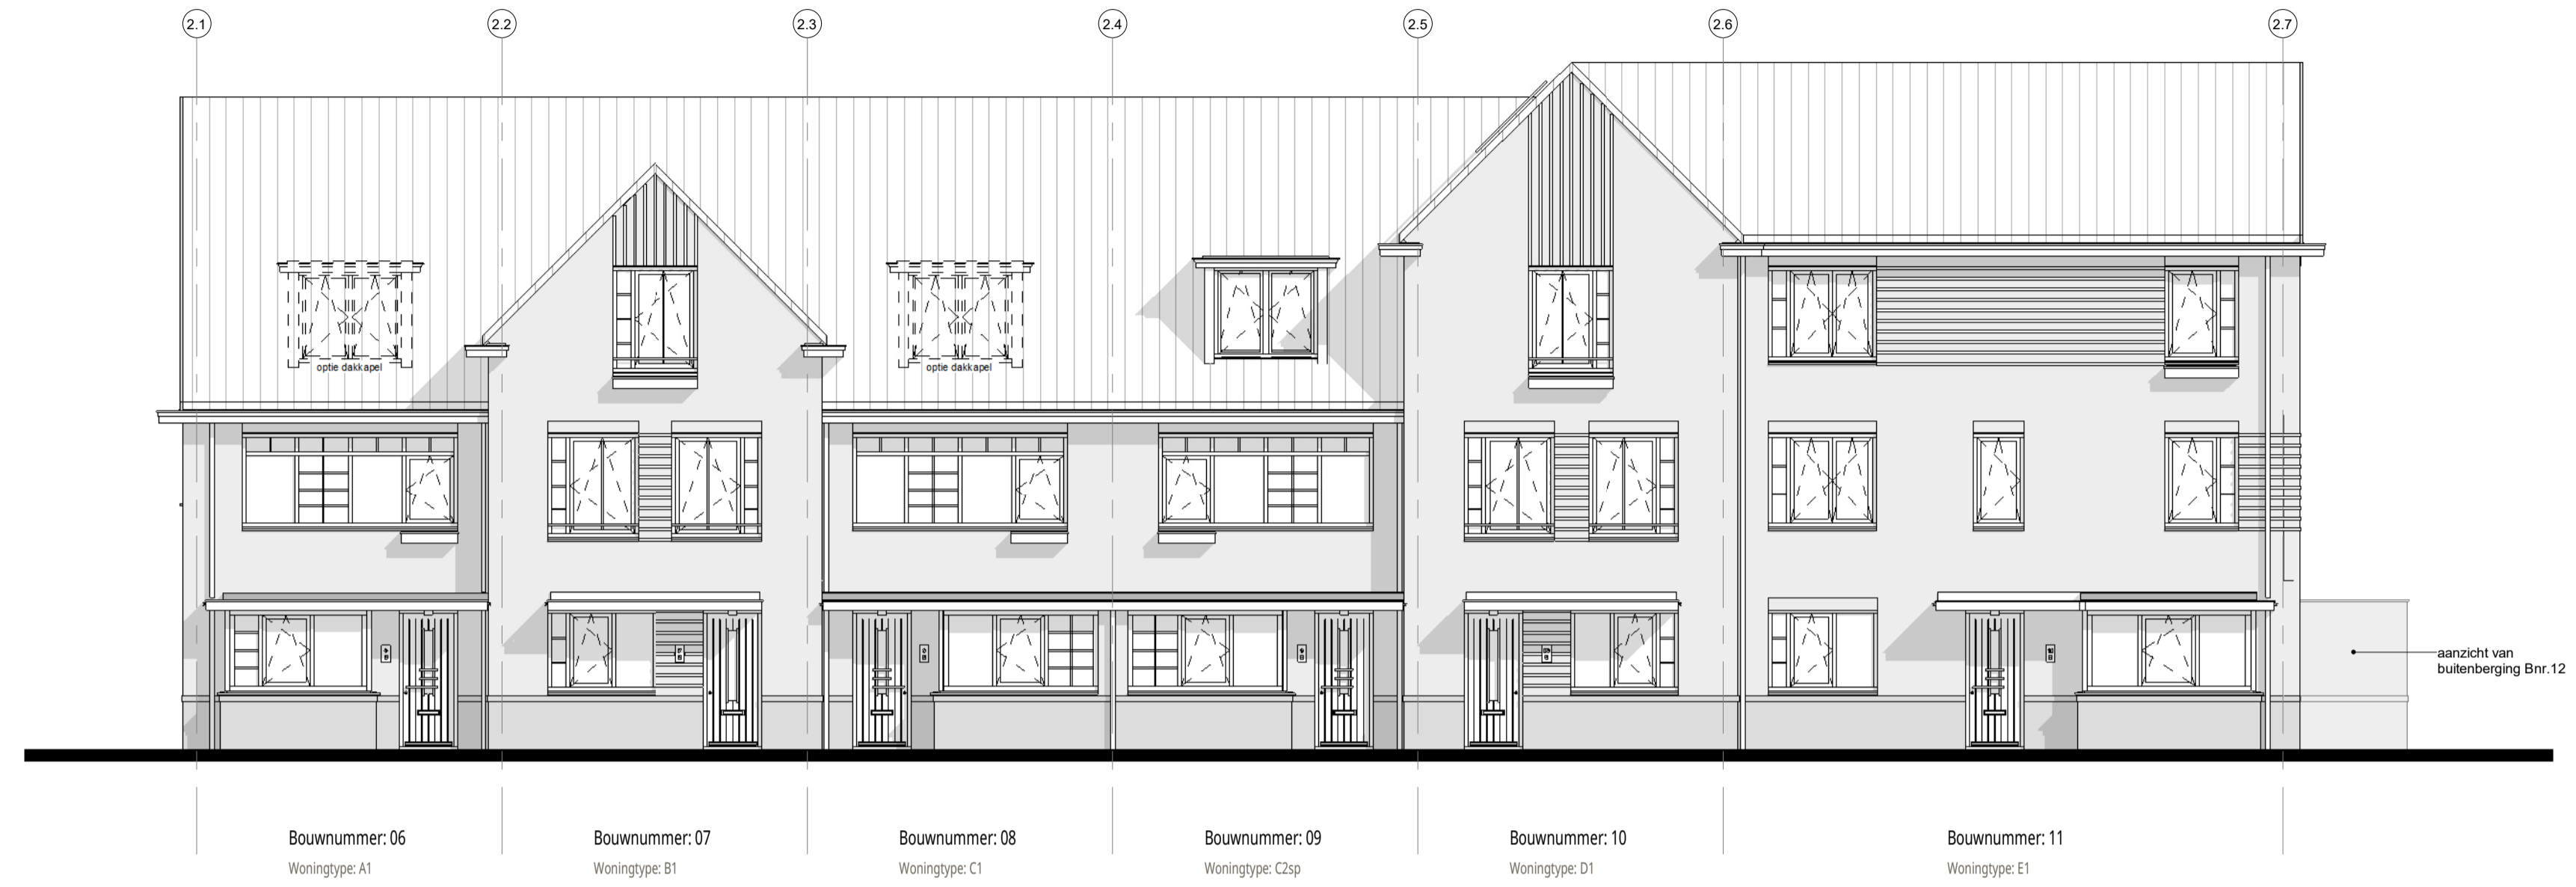 2.1 2.2 2.3 2.4 2.5 2.6 2.7
optie dakkapel optie dakkapel
aanzicht van
buitenberging Bnr.12
Bouwnummer: 06 Bouwnummer: 07 Bouwnummer: 08 Bouwnummer: 09 Bouwnummer: 10 Bouwnummer: 11
Woningtype: A1 Woningtype: B1 Woningtype: C1 Woningtype: C2sp Woningtype: D1 Woningtype: E1